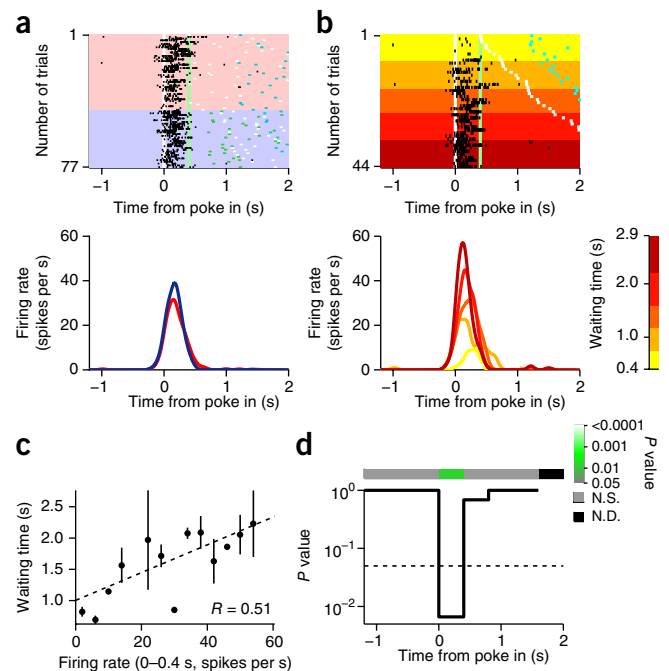 a
Number of trials
1
77
−1 0 1 2
Time from poke in (s)
Firing rate
(spikes per s)
60
40
20
0
−1 0 1 2
Time from poke in (s)
b
Number of trials
1
44
−1 0 1 2
Time from poke in (s)
Firing rate
(spikes per s)
60
40
20
0
−1 0 1 2
Time from poke in (s)
Waiting time (s)
2.9
2.0
1.0
0.4
c
Waiting time (s)
2.5
2.0
1.5
1.0
R = 0.51
0 20 40 60
Firing rate (0–0.4 s, spikes per s)
d
<0.0001
0.001
0.01
0.05
P value
N.S.
N.D.
P value
10⁰
10⁻¹
10⁻²
−1 0 1 2
Time from poke in (s)